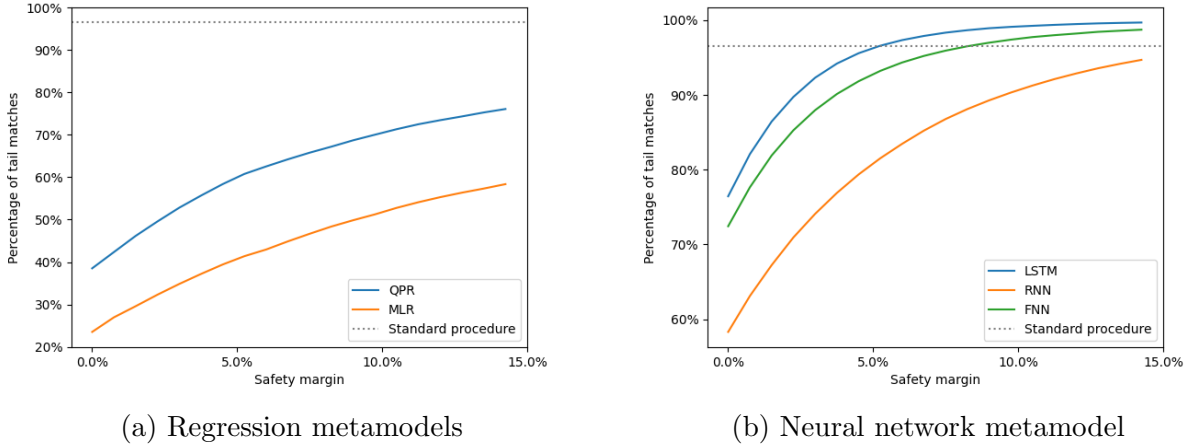 100%
90%
80%
70%
60%
50%
40%
30%
20%
Percentage of tail matches
QPR
MLR
Standard procedure
0.0%
5.0%
10.0%
15.0%
Safety margin
(a) Regression metamodels
100%
90%
80%
70%
60%
Percentage of tail matches
LSTM
RNN
FNN
Standard procedure
0.0%
5.0%
10.0%
15.0%
Safety margin
(b) Neural network metamodel